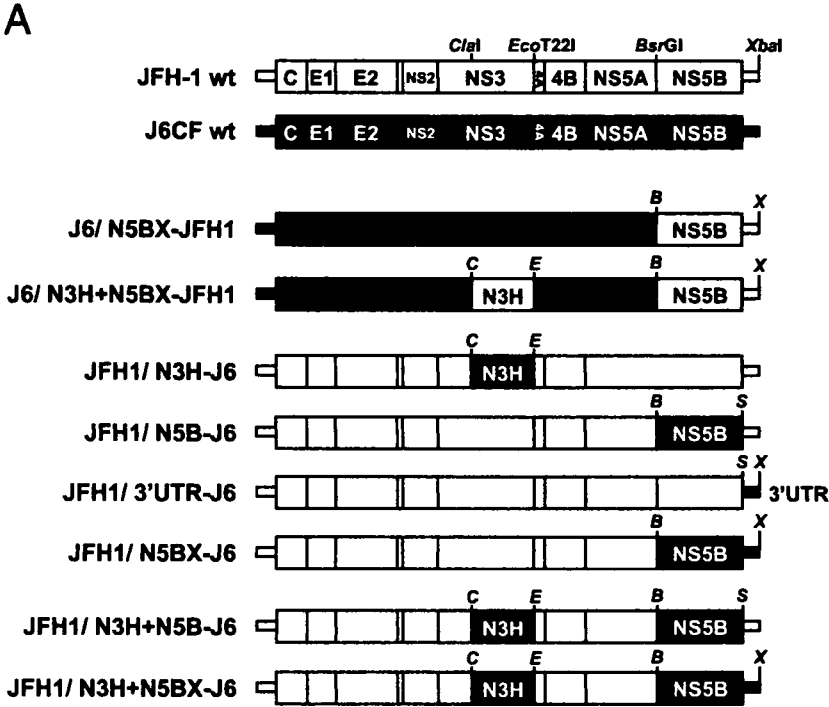 A
ClaI EcoT22I BsrGI XbaI
JFH-1 wt C E1 E2 NS2 NS3 4A 4B NS5A NS5B
J6CF wt C E1 E2 NS2 NS3 4A 4B NS5A NS5B
B X
J6/ N5BX-JFH1 NS5B
C E B X
J6/ N3H+N5BX-JFH1 N3H NS5B
C E
JFH1/ N3H-J6 N3H
B S
JFH1/ N5B-J6 NS5B
S X
JFH1/ 3'UTR-J6 3'UTR
B X
JFH1/ N5BX-J6 NS5B
C E B S
JFH1/ N3H+N5B-J6 N3H NS5B
C E B X
JFH1/ N3H+N5BX-J6 N3H NS5B